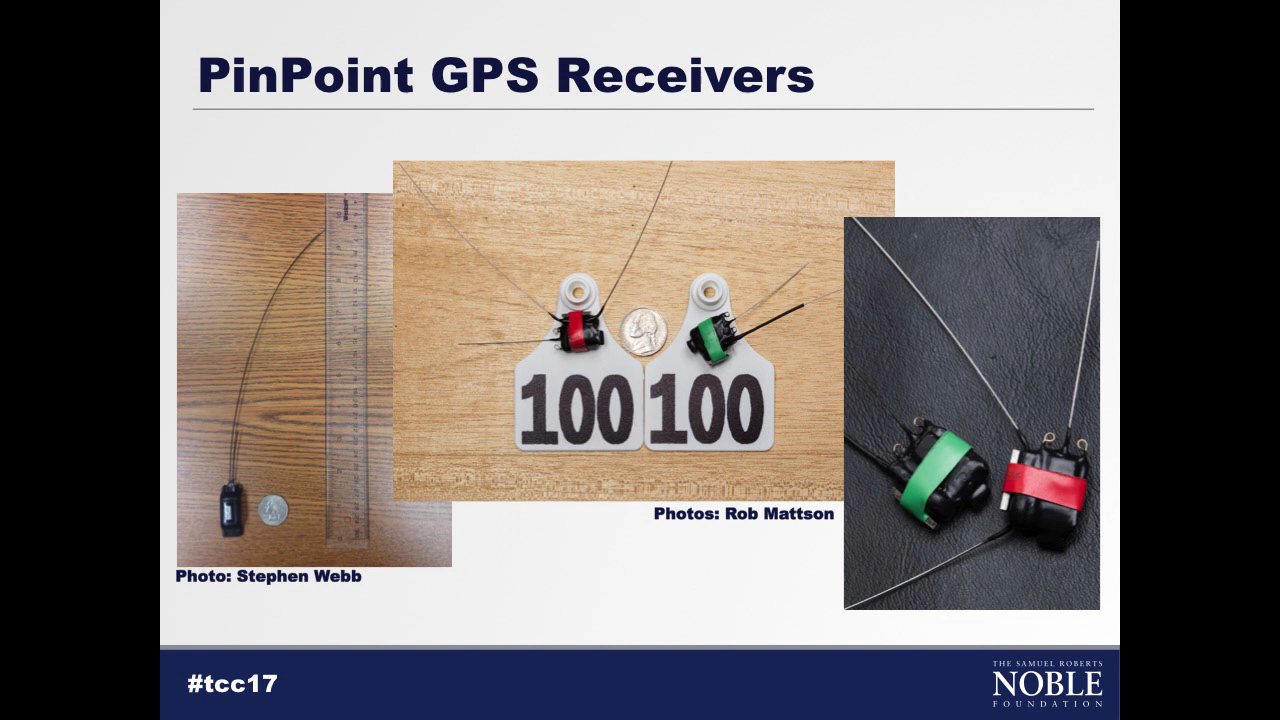 PinPoint GPS Receivers
100 100
Photos: Rob Mattson
Photo: Stephen Webb
#tcc17
THE SAMUEL ROBERTS
NOBLE
FOUNDATION